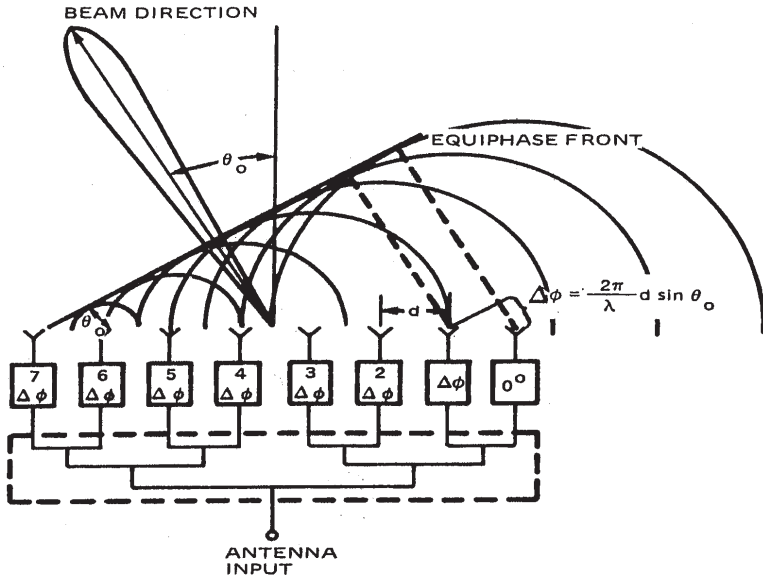 BEAM DIRECTION
θo
EQUIPHASE FRONT
θo
d
Δφ = 2π/λ d sin θo
7 Δφ
6 Δφ
5 Δφ
4 Δφ
3 Δφ
2 Δφ
Δφ
0°
ANTENNA
INPUT